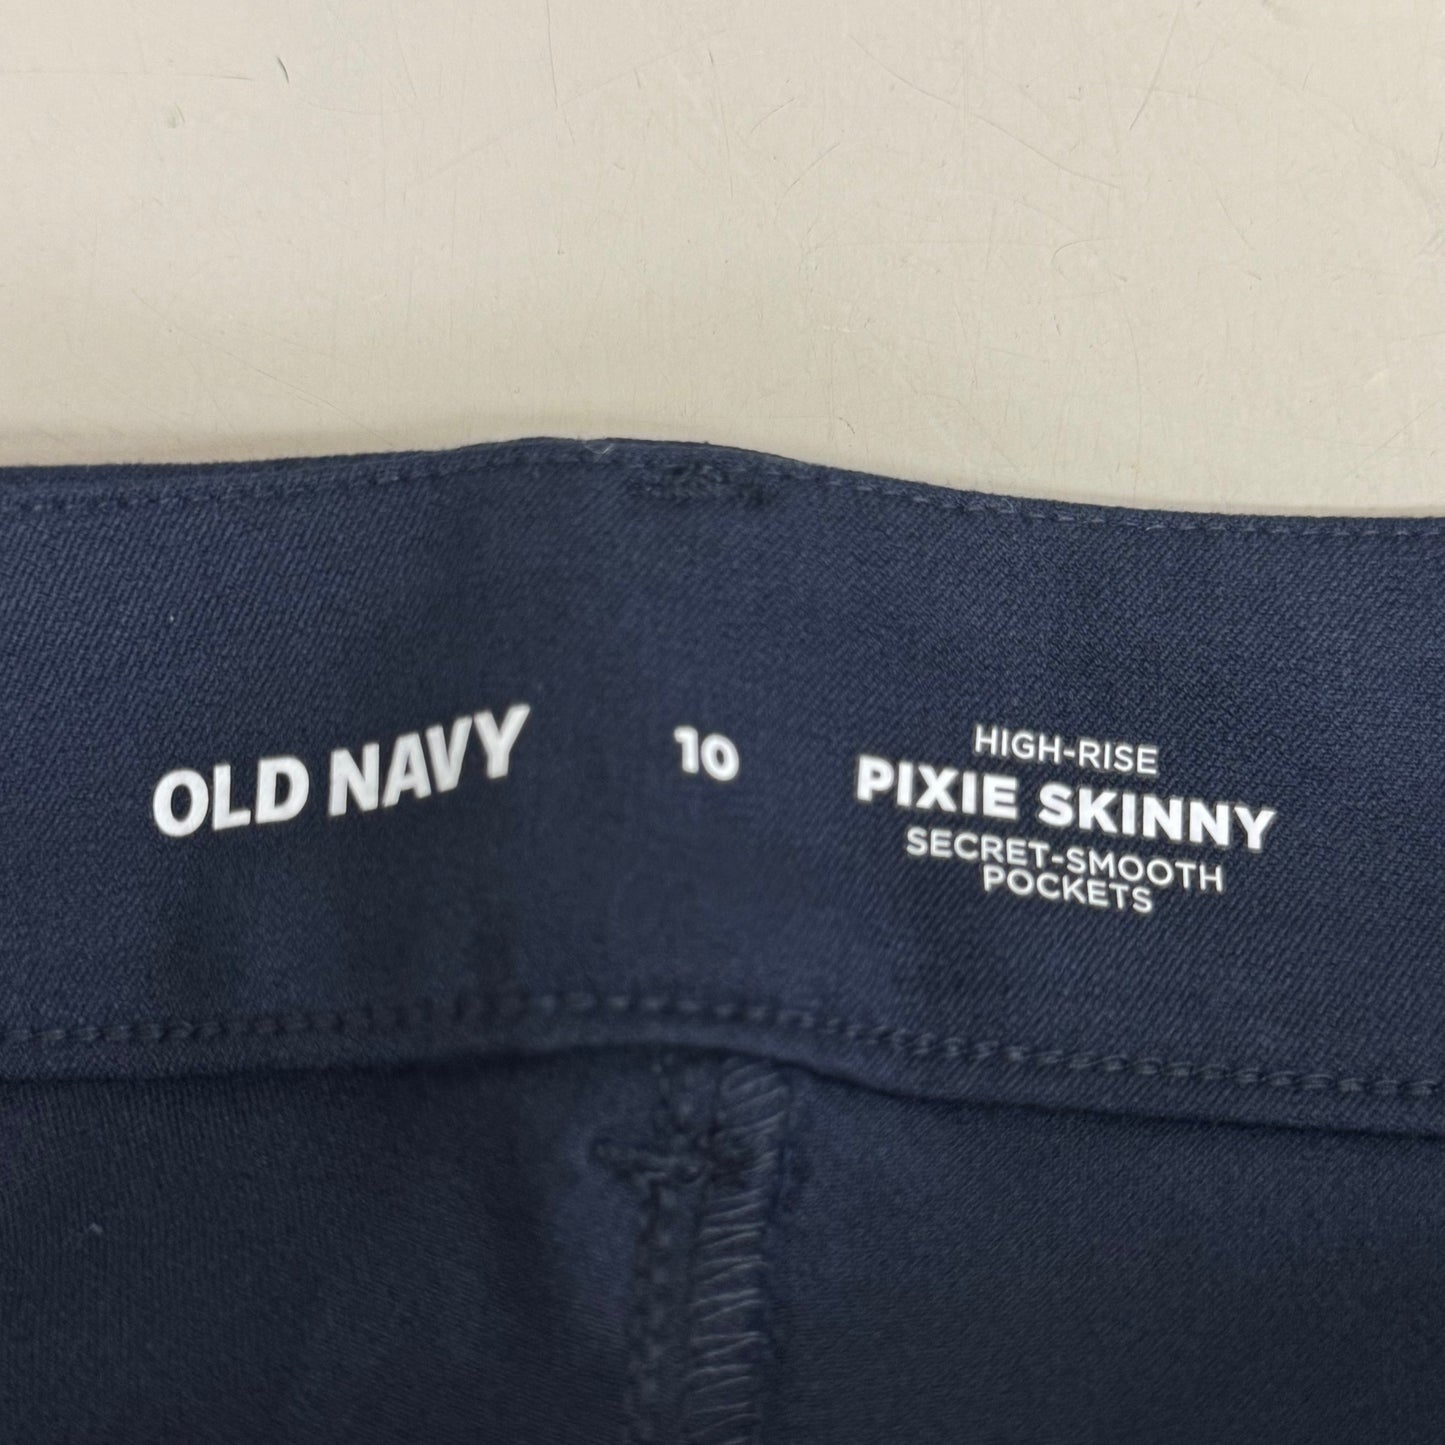 OLD NAVY
10
HIGH-RISE
PIXIE SKINNY
SECRET-SMOOTH
POCKETS